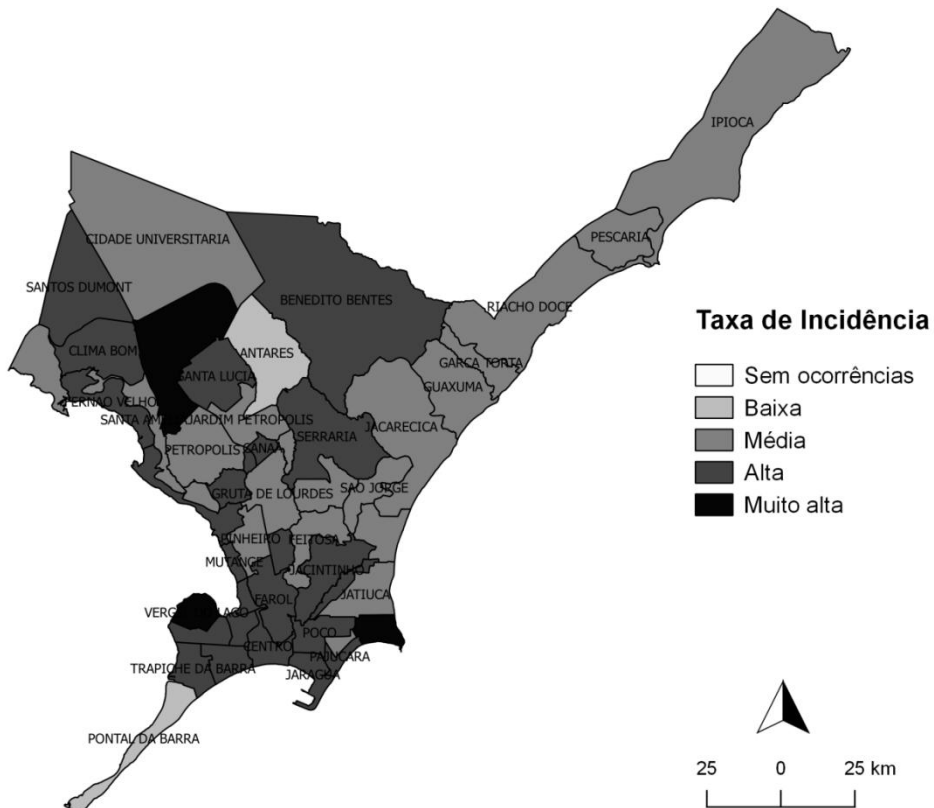 IPIOCA
PESCARIA
CIDADE UNIVERSITARIA
SANTOS DUMONT
BENEDITO BENTES
RIACHO DOCE
CLIMA BOM
ANTARES
GARCA TORTA
SANTA LUCIA
GUAXUMA
FERNAO VELHO
SANTA AM
JARDIM PETROPOLIS
JACARECICA
SERRARIA
PETROPOLIS
CANAA
GRUTA DE LOURDES
SAO JORGE
PINHEIRO
FEITOSA
MUTANGE
JACINTINHO
FAROL
JATIUCA
VERGEL DO LAGO
POCO
CENTRO
PAJUCARA
TRAPICHE DA BARRA
JARAGUA
PONTAL DA BARRA
Taxa de Incidência
Sem ocorrências
Baixa
Média
Alta
Muito alta
25 0 25 km